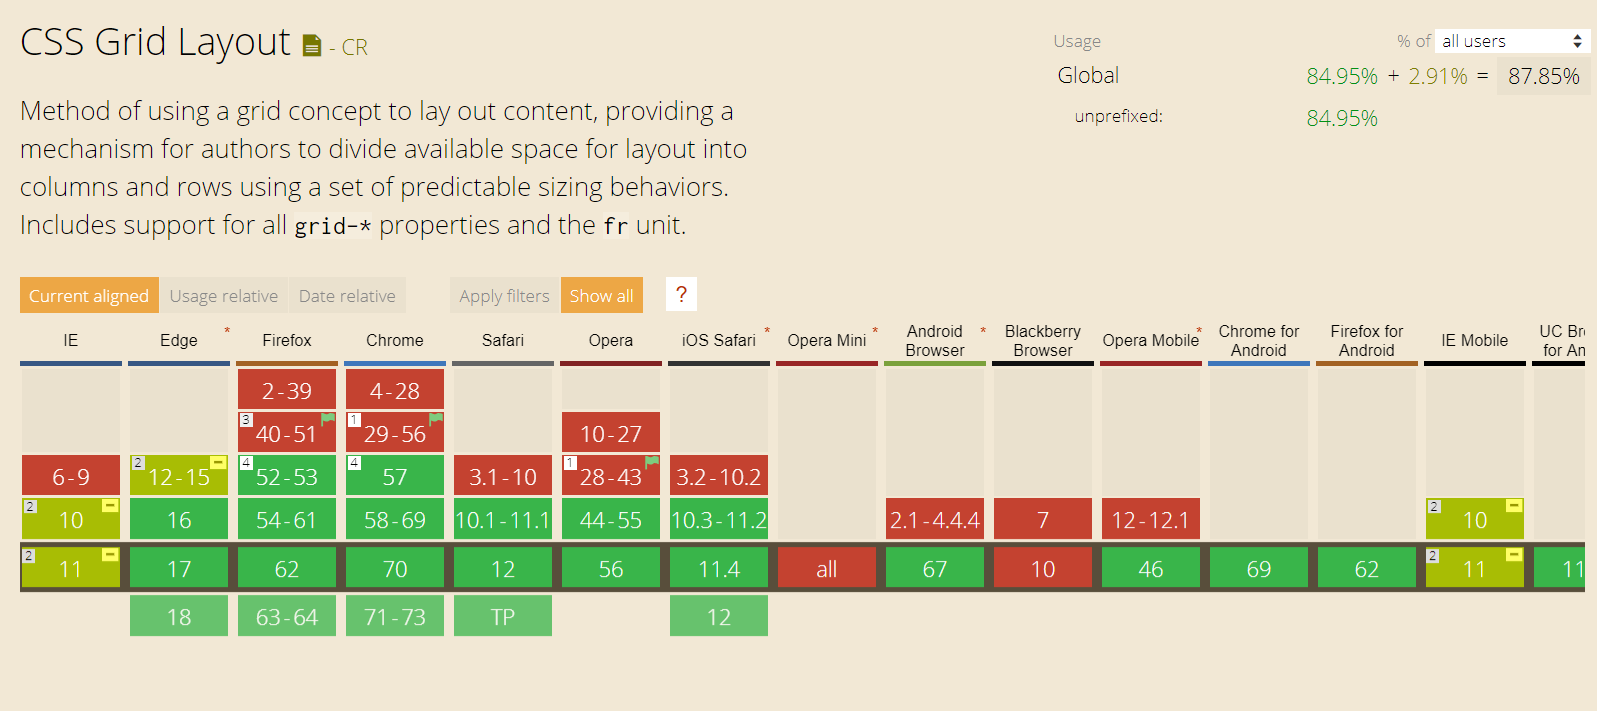 CSS Grid Layout - CR
Usage % of all users
Global 84.95% + 2.91% = 87.85%
unprefixed: 84.95%
Method of using a grid concept to lay out content, providing a
mechanism for authors to divide available space for layout into
columns and rows using a set of predictable sizing behaviors.
Includes support for all grid-* properties and the fr unit.
Current aligned Usage relative Date relative Apply filters Show all ?
IE Edge * Firefox Chrome Safari Opera iOS Safari * Opera Mini * Android Browser * Blackberry Browser Opera Mobile * Chrome for Android Firefox for Android IE Mobile UC Br for An
2-39 4-28
3 40-51 1 29-56 10-27
6-9 2 12-15 4 52-53 4 57 3.1-10 1 28-43 3.2-10.2
2 10 16 54-61 58-69 10.1-11.1 44-55 10.3-11.2 2.1-4.4.4 7 12-12.1 2 10
2 11 17 62 70 12 56 11.4 all 67 10 46 69 62 2 11 11
18 63-64 71-73 TP 12